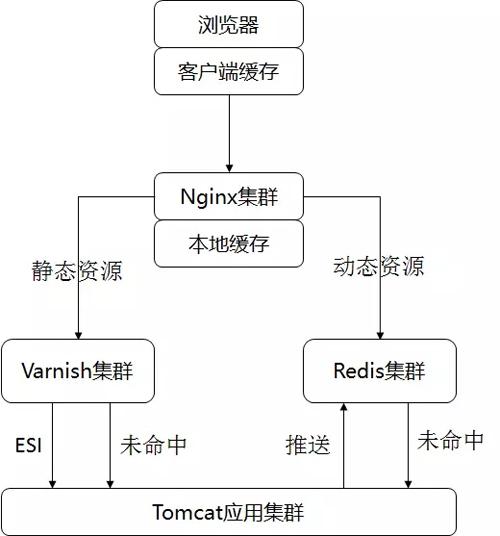 浏览器
客户端缓存
Nginx集群
本地缓存
静态资源
动态资源
Varnish集群
Redis集群
ESI
未命中
推送
未命中
Tomcat应用集群